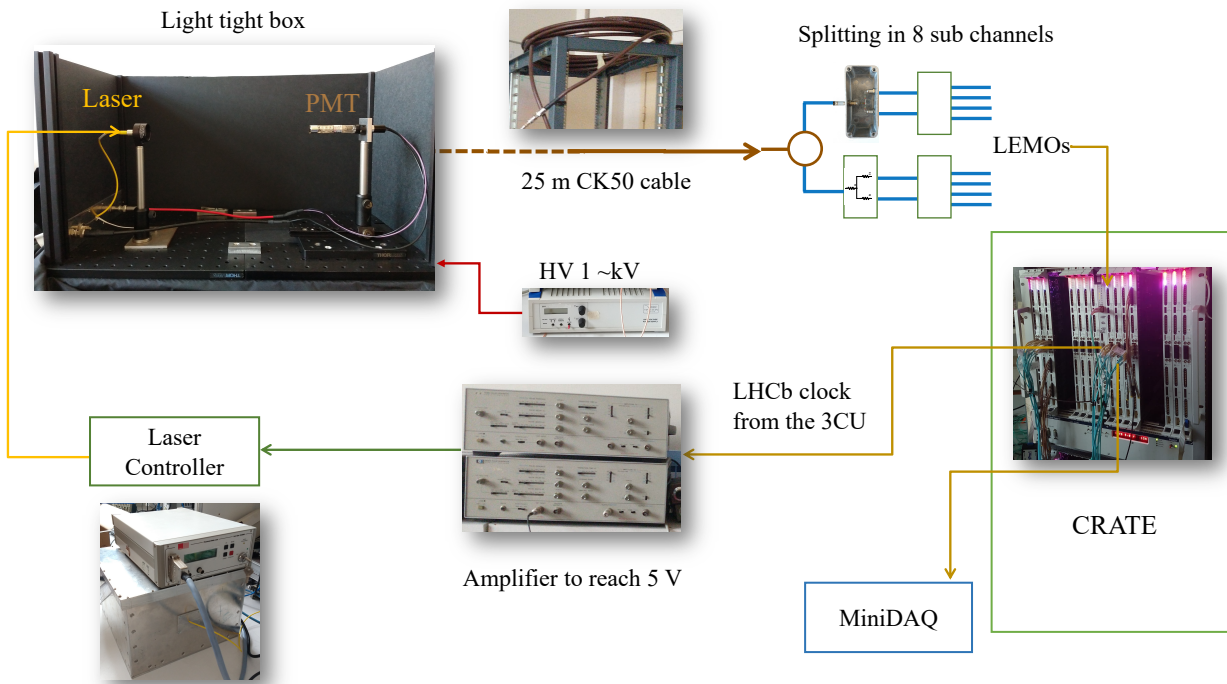 Light tight box
Splitting in 8 sub channels
Laser
PMT
LEMOs
25 m CK50 cable
HV 1 ~kV
LHCb clock
from the 3CU
Laser
Controller
CRATE
Amplifier to reach 5 V
MiniDAQ